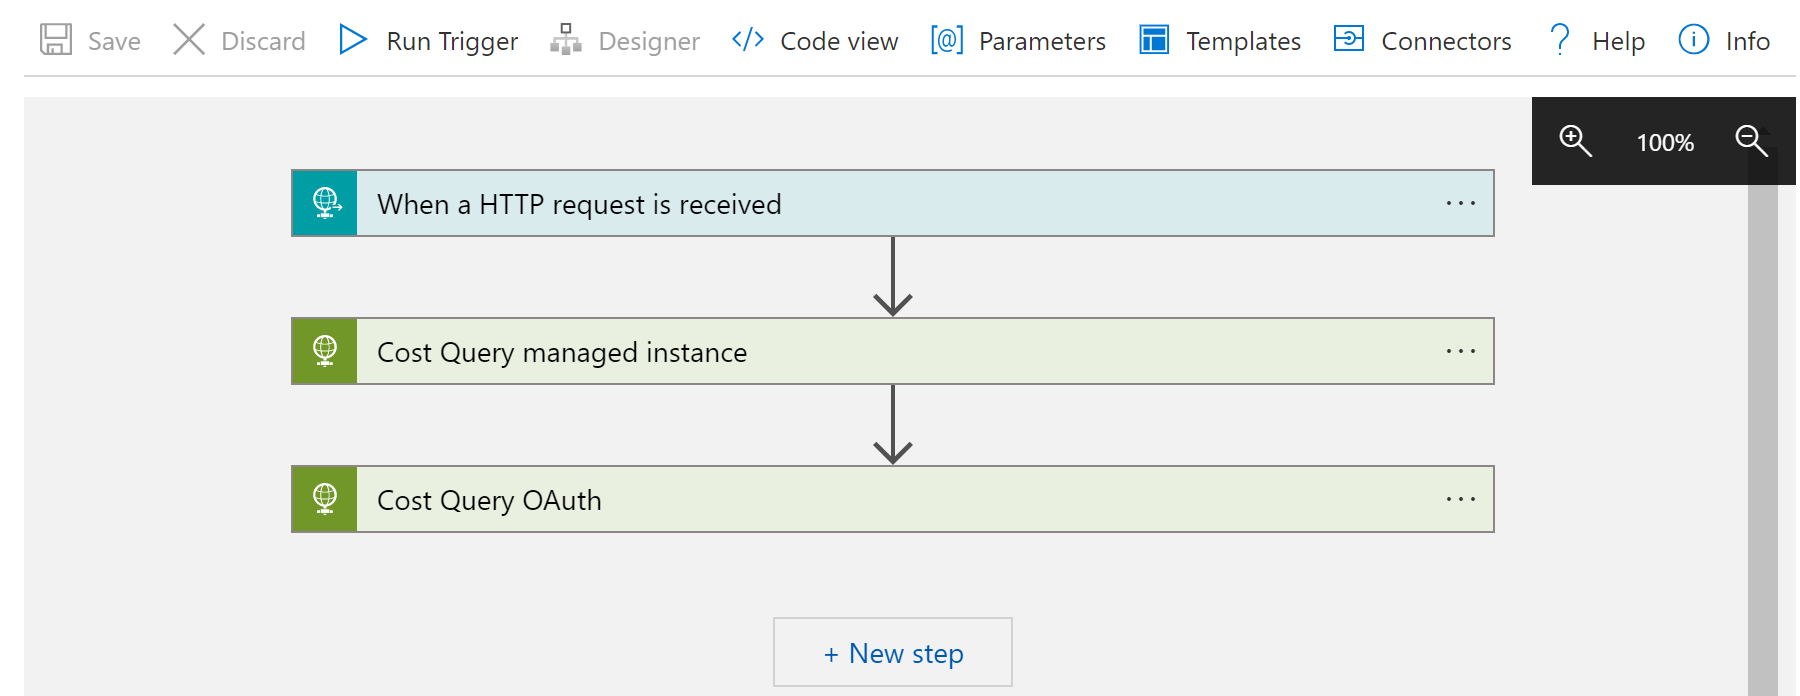 Save Discard Run Trigger Designer </> Code view [@] Parameters Templates Connectors ? Help i Info
100%
When a HTTP request is received ...
Cost Query managed instance ...
Cost Query OAuth ...
+ New step